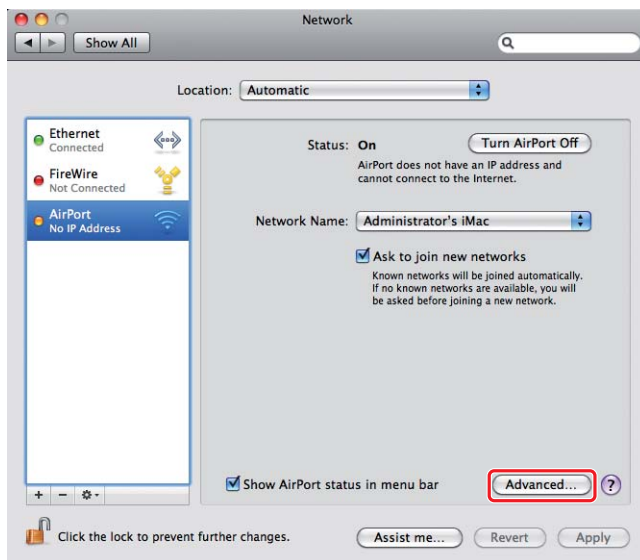 Network
Show All
Location: Automatic
Ethernet
Connected
FireWire
Not Connected
AirPort
No IP Address
Status: On
Turn AirPort Off
AirPort does not have an IP address and
cannot connect to the Internet.
Network Name: Administrator's iMac
Ask to join new networks
Known networks will be joined automatically.
If no known networks are available, you will
be asked before joining a new network.
Show AirPort status in menu bar
Advanced...
?
Click the lock to prevent further changes.
Assist me...
Revert
Apply